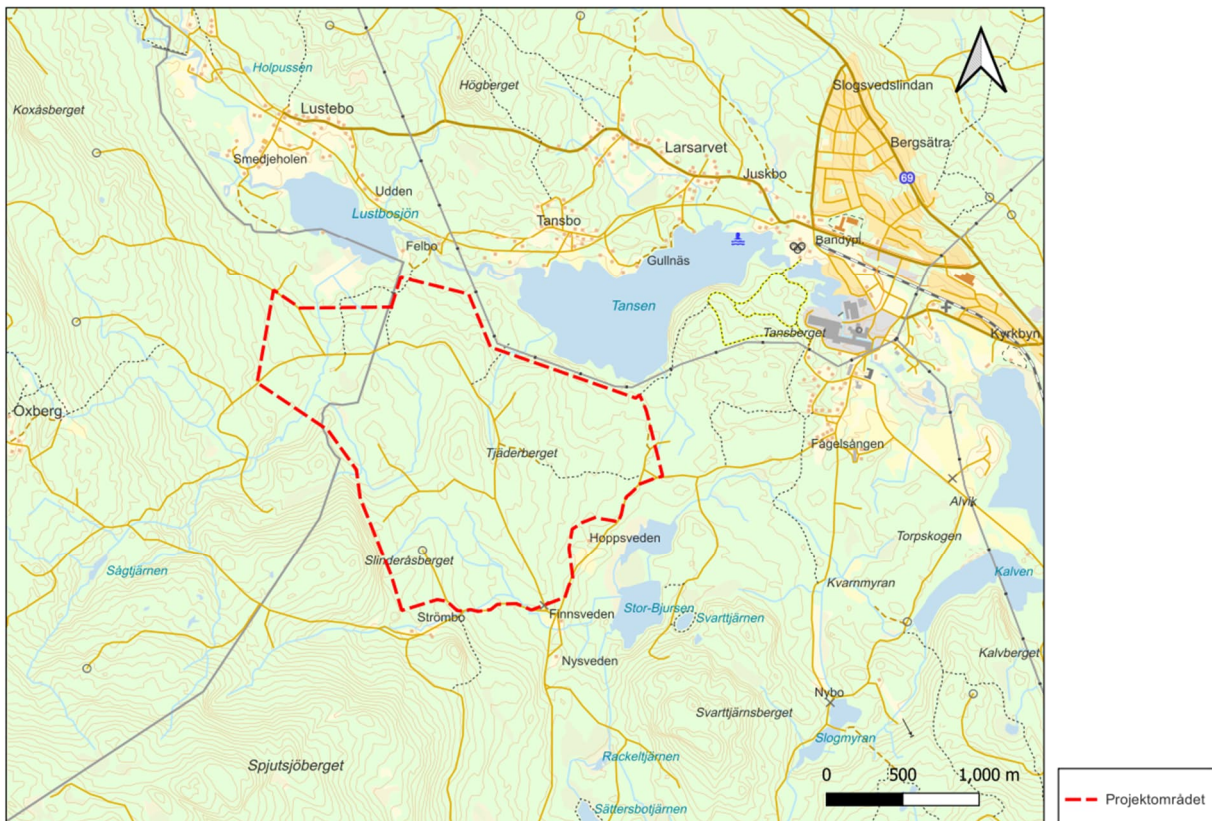 Holpussen
Högberget
Slogsvedslindan
Koxåsberget
Lustebo
Larsarvet
Bergsätra
Smedjeholen
Juskbo
69
Udden
Lustbosjön
Tansbo
Felbo
Bandypl.
Gullnäs
Tansen
Tansberget
Kyrkbyn
Oxberg
Fågelsången
Tjäderberget
Alvik
Hoppsveden
Torpskogen
Slinderåsberget
Sågtjärnen
Kalven
Kvarnmyran
Strömbo
Finnsveden
Stor-Bjursen
Svarttjärnen
Kalvberget
Nysveden
Nybo
Svarttjärnsberget
Slogmyran
Rackeltjärnen
Spjutsjöberget
0 500 1,000 m
Sättersbotjärnen
Projektområdet